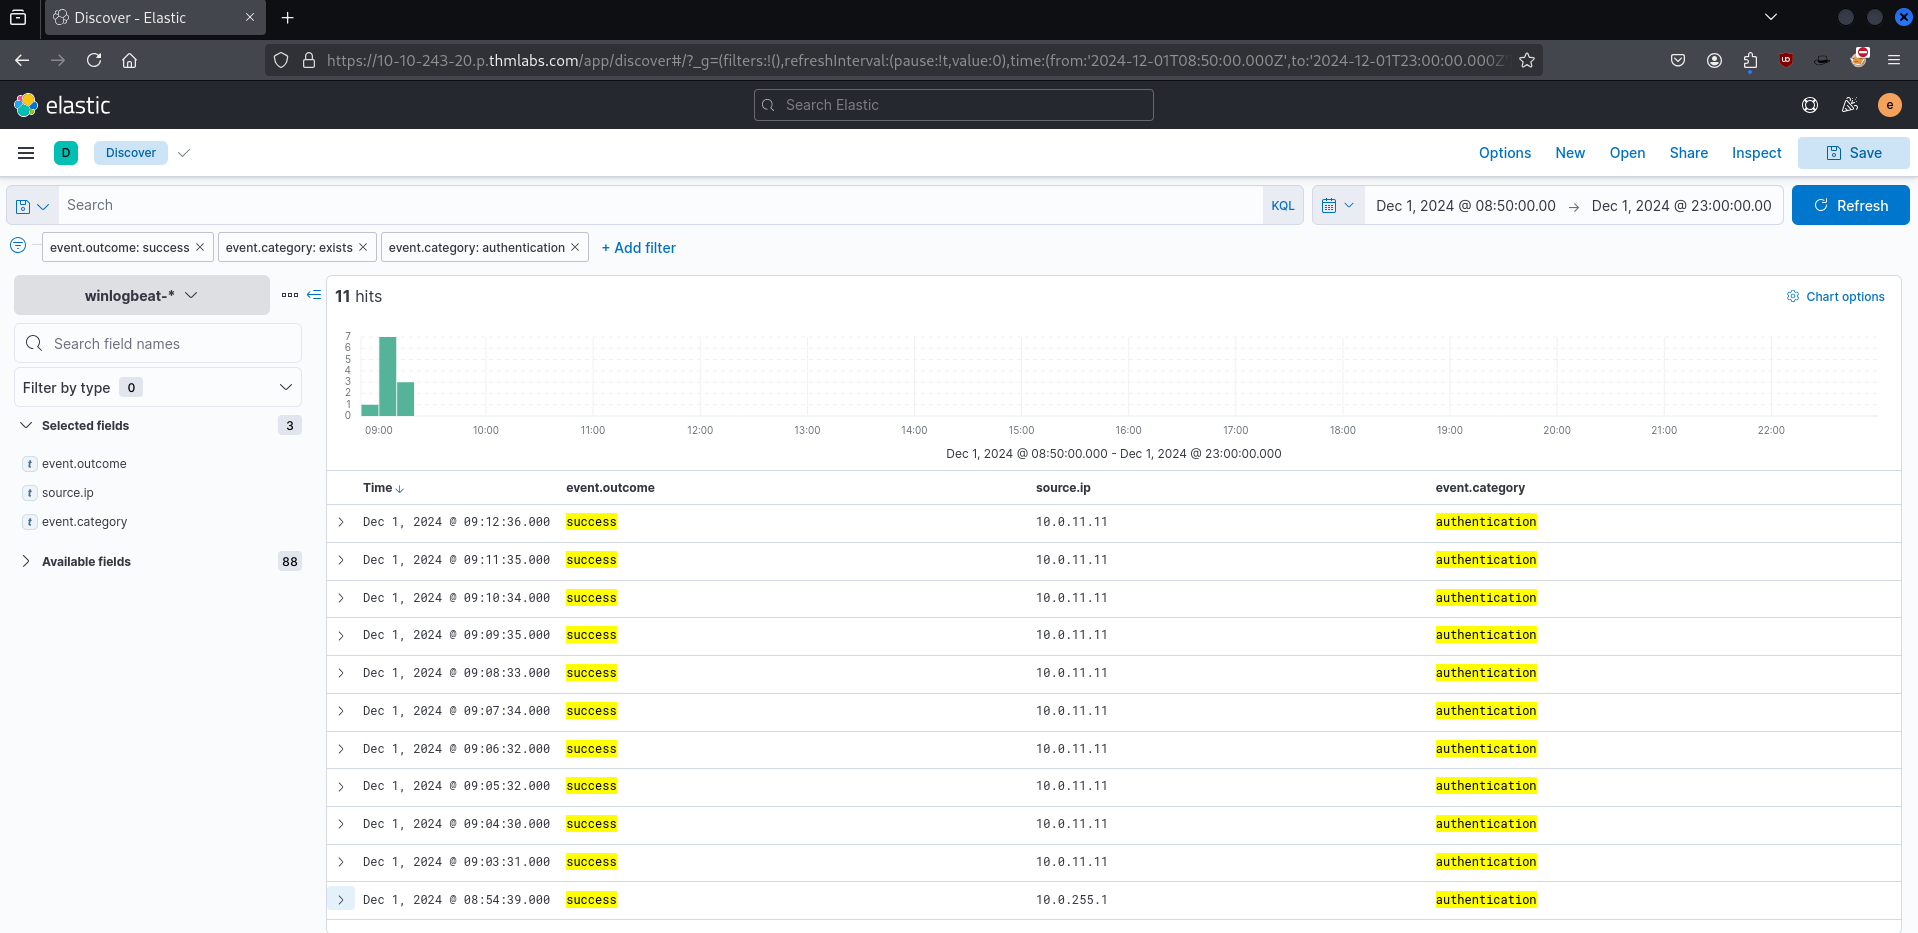 Discover - Elastic
https://10-10-243-20.p.thmlabs.com/app/discover#/?_g=(filters:!(),refreshInterval:(pause:!t,value:0),time:(from:'2024-12-01T08:50:00.000Z',to:'2024-12-01T23:00:00.000Z'
elastic
Search Elastic
e
D Discover
Options New Open Share Inspect Save
Search
KQL
Dec 1, 2024 @ 08:50:00.00 → Dec 1, 2024 @ 23:00:00.00
Refresh
event.outcome: success event.category: exists event.category: authentication + Add filter
winlogbeat-*
Search field names
Filter by type 0
Selected fields 3
t event.outcome
t source.ip
t event.category
Available fields 88
11 hits
Chart options
7
6
5
4
3
2
1
0
09:00 10:00 11:00 12:00 13:00 14:00 15:00 16:00 17:00 18:00 19:00 20:00 21:00 22:00
Dec 1, 2024 @ 08:50:00.000 - Dec 1, 2024 @ 23:00:00.000
Time event.outcome source.ip event.category
Dec 1, 2024 @ 09:12:36.000 success 10.0.11.11 authentication
Dec 1, 2024 @ 09:11:35.000 success 10.0.11.11 authentication
Dec 1, 2024 @ 09:10:34.000 success 10.0.11.11 authentication
Dec 1, 2024 @ 09:09:35.000 success 10.0.11.11 authentication
Dec 1, 2024 @ 09:08:33.000 success 10.0.11.11 authentication
Dec 1, 2024 @ 09:07:34.000 success 10.0.11.11 authentication
Dec 1, 2024 @ 09:06:32.000 success 10.0.11.11 authentication
Dec 1, 2024 @ 09:05:32.000 success 10.0.11.11 authentication
Dec 1, 2024 @ 09:04:30.000 success 10.0.11.11 authentication
Dec 1, 2024 @ 09:03:31.000 success 10.0.11.11 authentication
Dec 1, 2024 @ 08:54:39.000 success 10.0.255.1 authentication